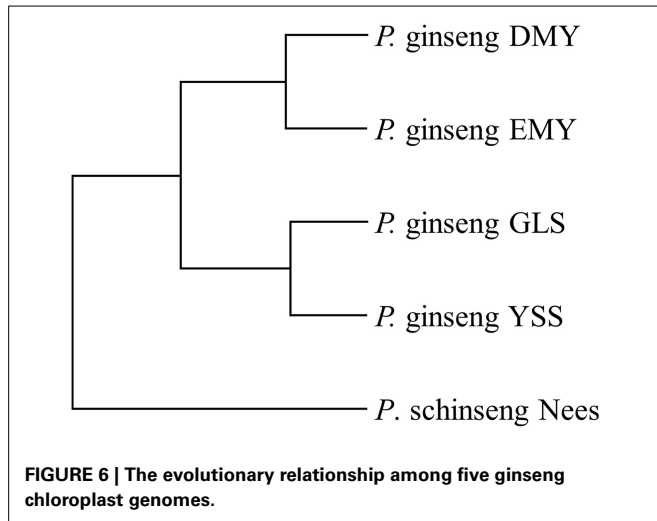 P. ginseng DMY
P. ginseng EMY
P. ginseng GLS
P. ginseng YSS
P. schinseng Nees
FIGURE 6 | The evolutionary relationship among five ginseng
chloroplast genomes.